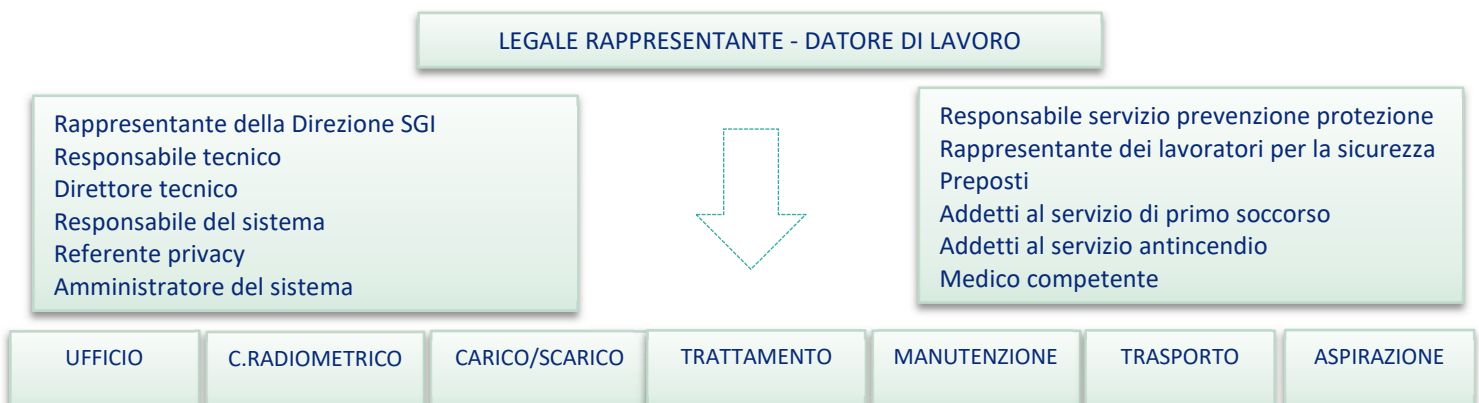 LEGALE RAPPRESENTANTE - DATORE DI LAVORO
Rappresentante della Direzione SGI
Responsabile tecnico
Direttore tecnico
Responsabile del sistema
Referente privacy
Amministratore del sistema
Responsabile servizio prevenzione protezione
Rappresentante dei lavoratori per la sicurezza
Preposti
Addetti al servizio di primo soccorso
Addetti al servizio antincendio
Medico competente
UFFICIO
C.RADIOMETRICO
CARICO/SCARICO
TRATTAMENTO
MANUTENZIONE
TRASPORTO
ASPIRAZIONE